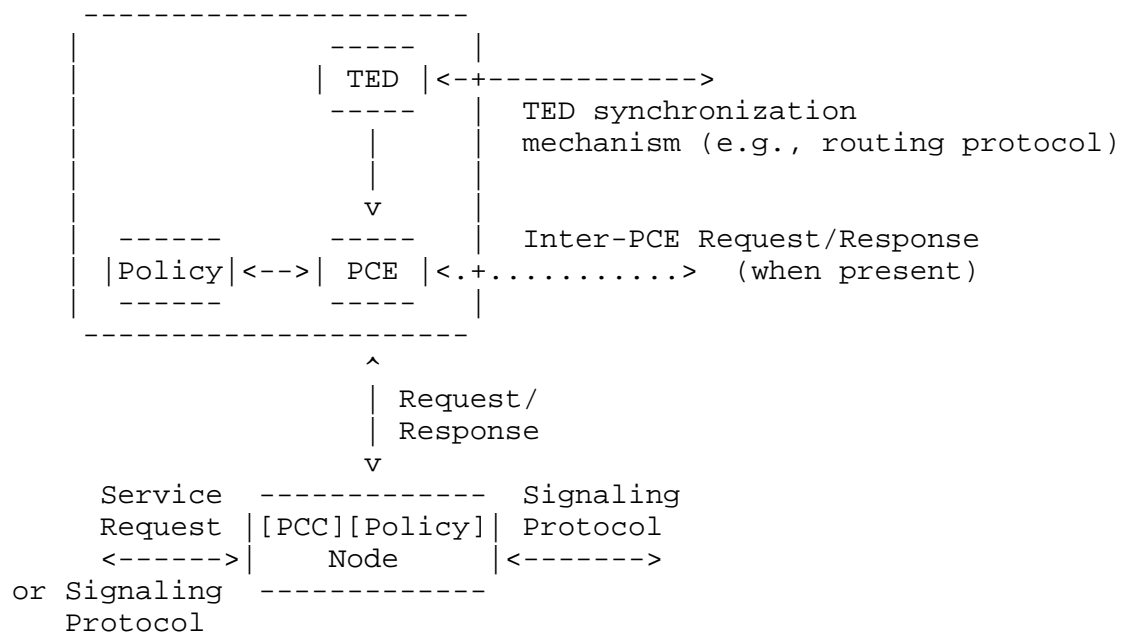 TED
TED synchronization
mechanism (e.g., routing protocol)
Inter-PCE Request/Response
Policy PCE (when present)
Request/
Response
Service Signaling
Request [PCC][Policy] Protocol
Node
or Signaling
Protocol